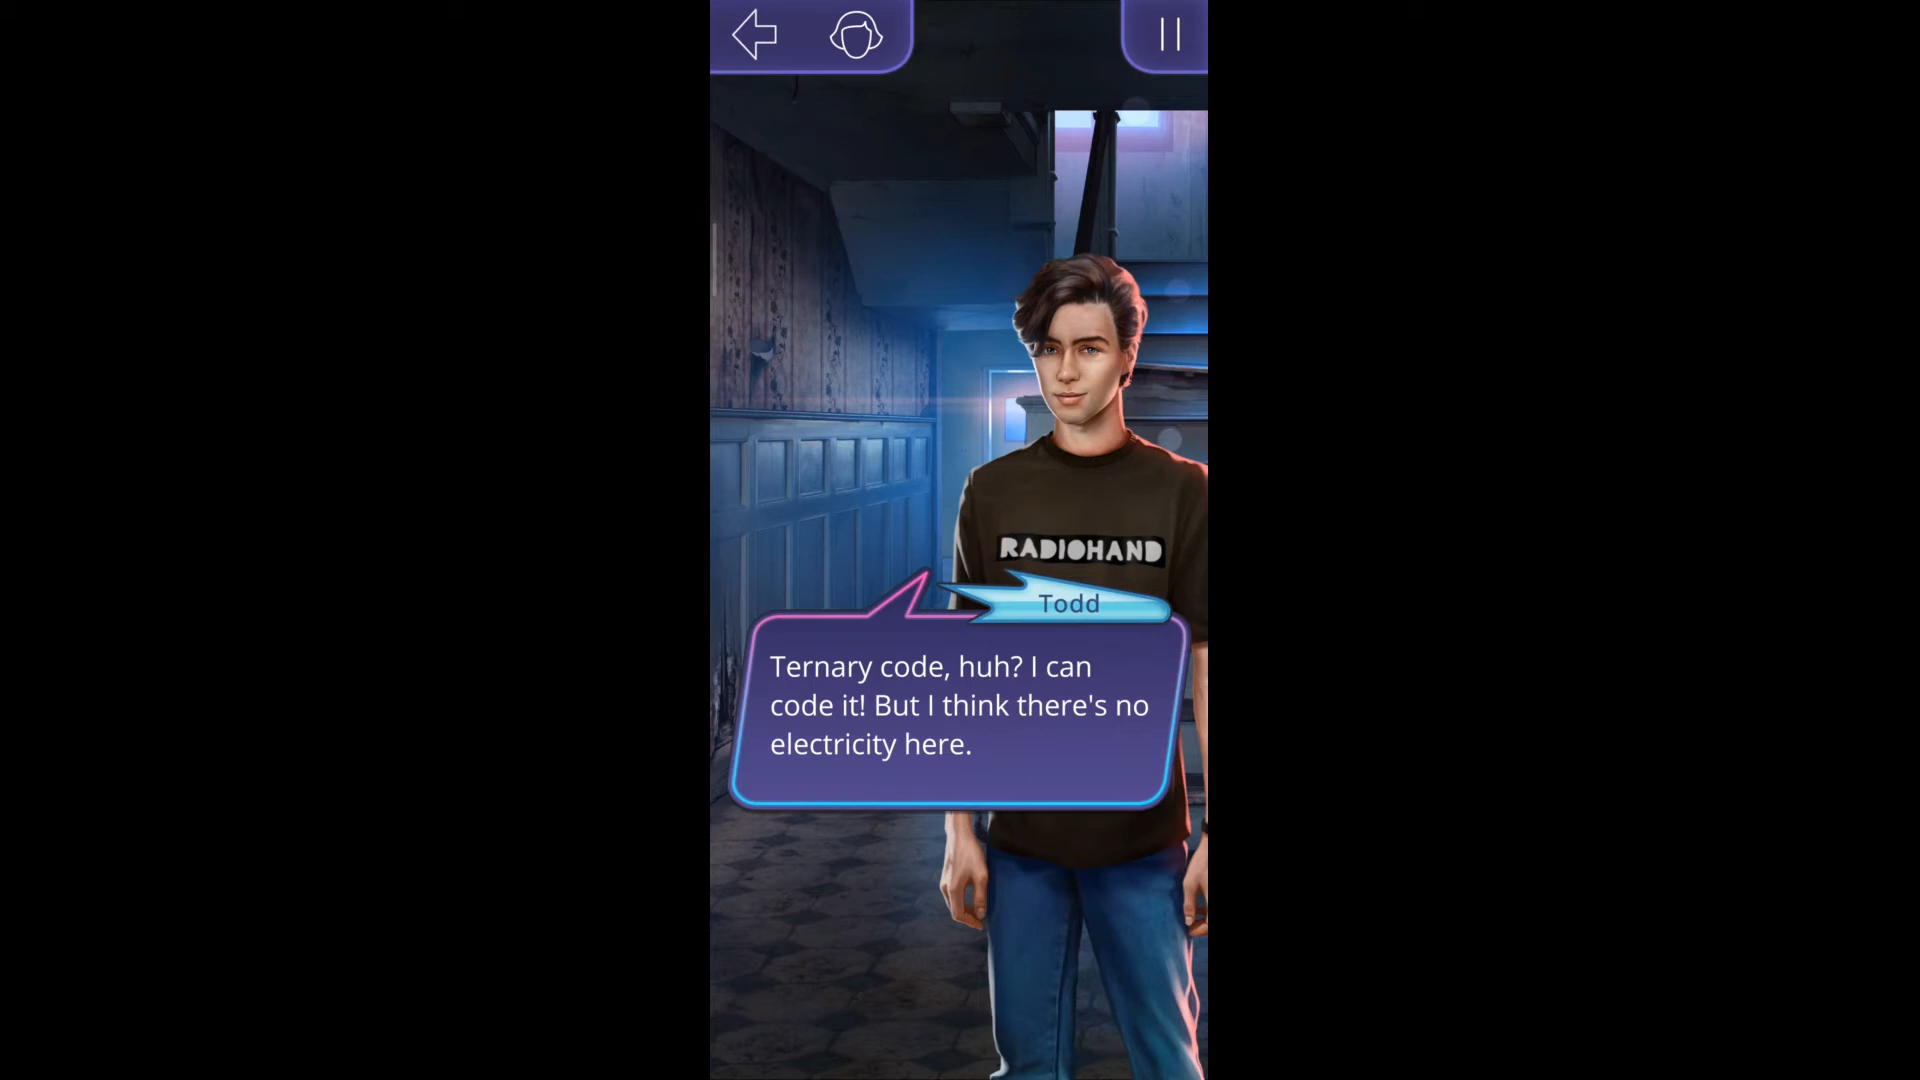 RADIOHAND
Todd
Ternary code, huh? I can
code it! But I think there's no
electricity here.